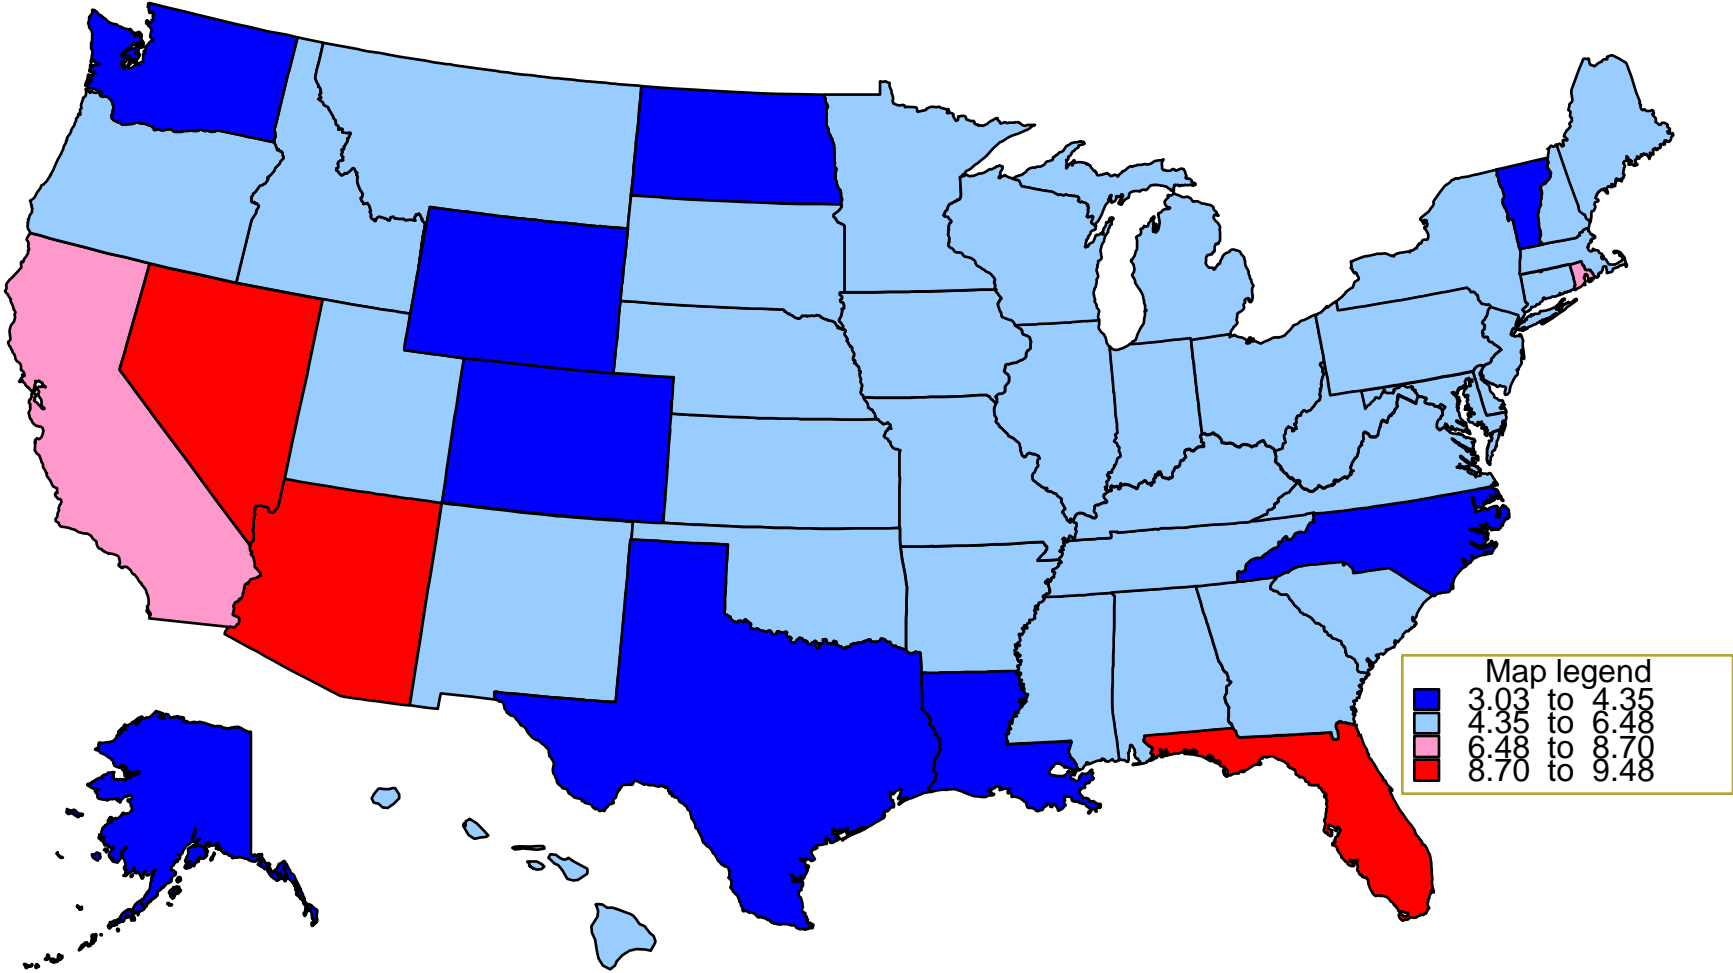 Map legend
3.03 to 4.35
4.35 to 6.48
6.48 to 8.70
8.70 to 9.48